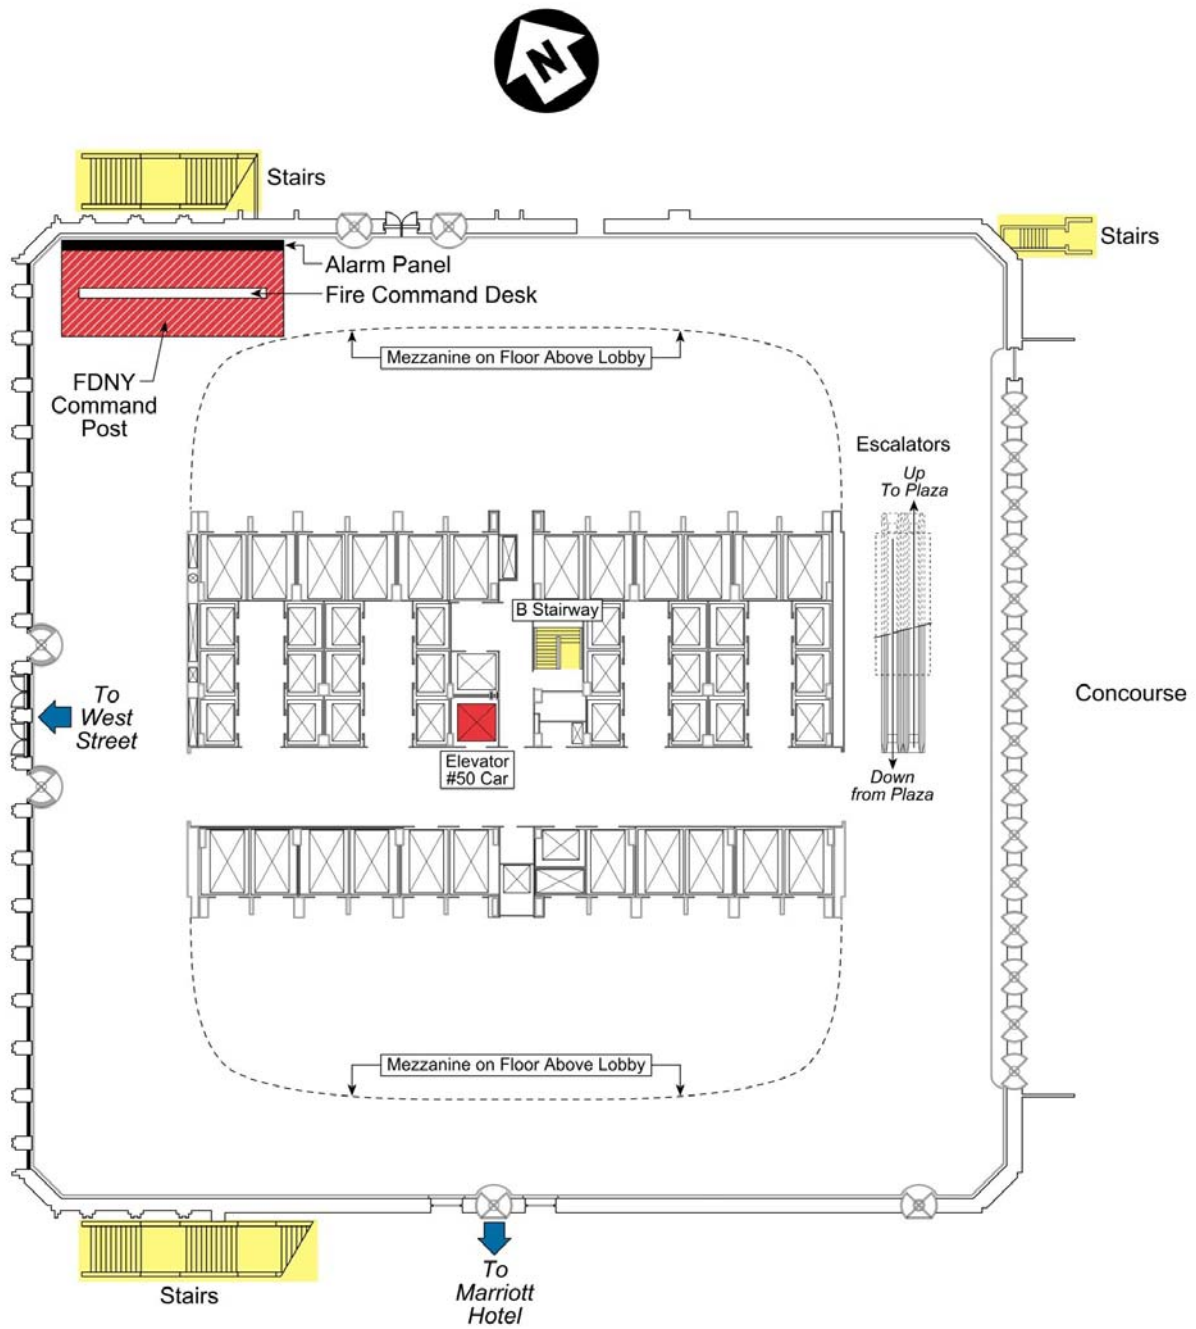 N
Stairs
Stairs
Alarm Panel
Fire Command Desk
Mezzanine on Floor Above Lobby
FDNY
Command
Post
Escalators
Up
To Plaza
B Stairway
To
West
Street
Concourse
Elevator
#50 Car
Down
from Plaza
Mezzanine on Floor Above Lobby
To
Marriott
Hotel
Stairs